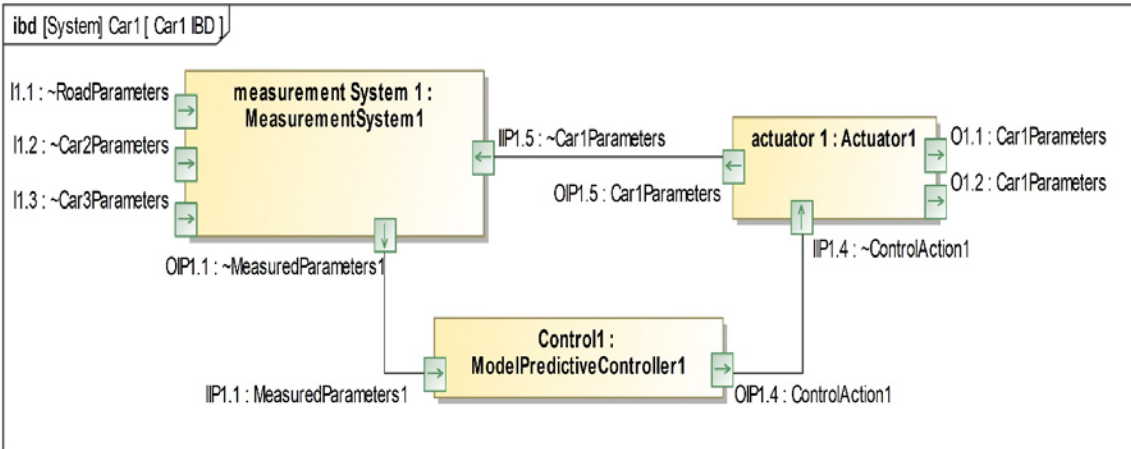 ibd [System] Car1 [ Car1 IBD ]
I1.1 : ~RoadParameters
I1.2 : ~Car2Parameters
I1.3 : ~Car3Parameters
measurement System 1 :
MeasurementSystem1
IIP1.5 : ~Car1Parameters
OIP1.5 : Car1Parameters
actuator 1 : Actuator1
O1.1 : Car1Parameters
O1.2 : Car1Parameters
IIP1.4 : ~ControlAction1
OIP1.1 : ~MeasuredParameters1
Control1 :
ModelPredictiveController1
IIP1.1 : MeasuredParameters1
OIP1.4 : ControlAction1